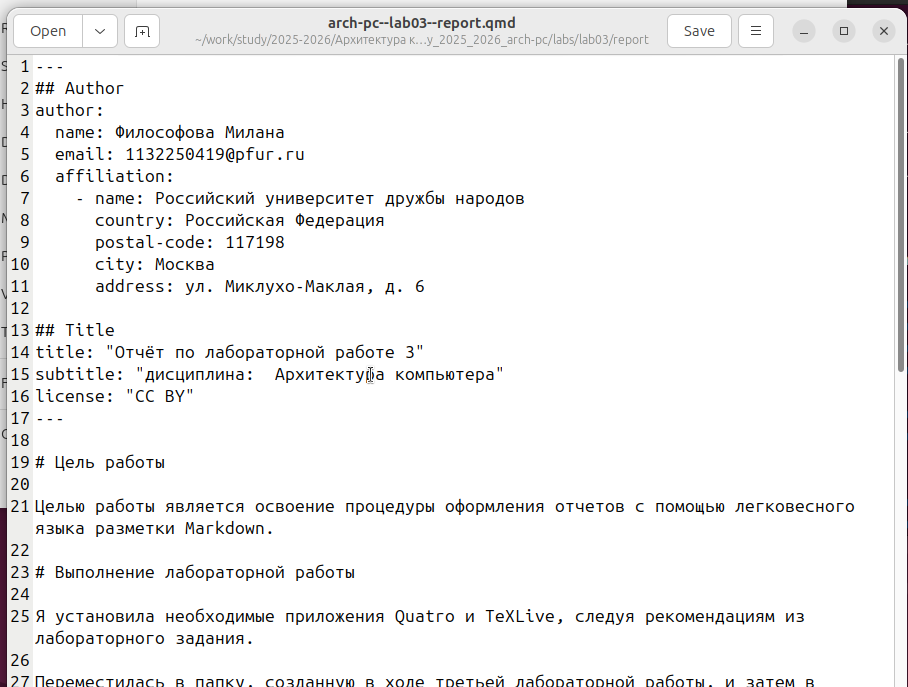 Open
arch-pc--lab03--report.qmd
~/work/study/2025-2026/Архитектура к…y_2025_2026_arch-pc/labs/lab03/report
Save
1 ---
2 ## Author
3 author:
4   name: Философова Милана
5   email: 1132250419@pfur.ru
6   affiliation:
7     - name: Российский университет дружбы народов
8       country: Российская Федерация
9       postal-code: 117198
10       city: Москва
11       address: ул. Миклухо-Маклая, д. 6
12
13 ## Title
14 title: "Отчёт по лабораторной работе 3"
15 subtitle: "дисциплина:  Архитектура компьютера"
16 license: "CC BY"
17 ---
18
19 # Цель работы
20
21 Целью работы является освоение процедуры оформления отчетов с помощью легковесного
языка разметки Markdown.
22
23 # Выполнение лабораторной работы
24
25 Я установила необходимые приложения Quatro и TeXLive, следуя рекомендациям из
лабораторного задания.
26
27 Переместилась в папку, созданную в ходе третьей лабораторной работы, и затем в